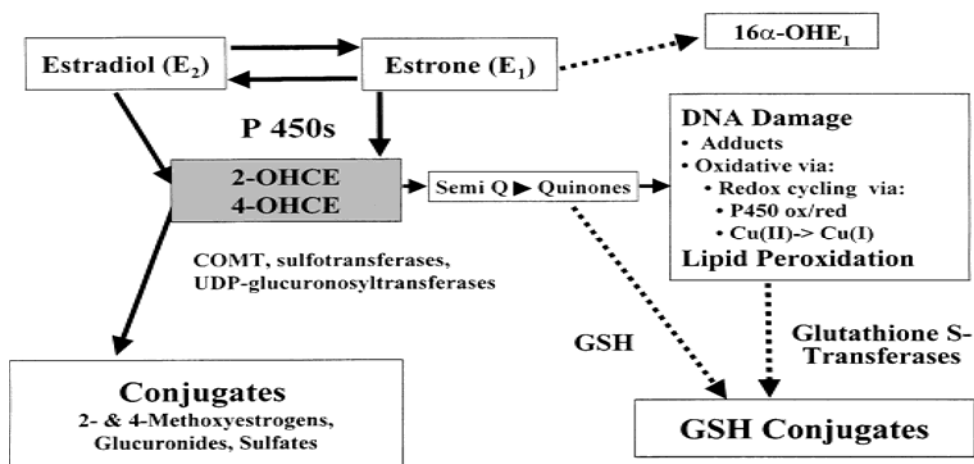 16α-OHE₁
Estradiol (E₂)
Estrone (E₁)
P 450s
2-OHCE
4-OHCE
Semi Q ► Quinones
DNA Damage
• Adducts
• Oxidative via:
• Redox cycling via:
• P450 ox/red
• Cu(II)-> Cu(I)
Lipid Peroxidation
COMT, sulfotransferases,
UDP-glucuronosyltransferases
GSH
Glutathione S-
Transferases
Conjugates
2- & 4-Methoxyestrogens,
Glucuronides, Sulfates
GSH Conjugates